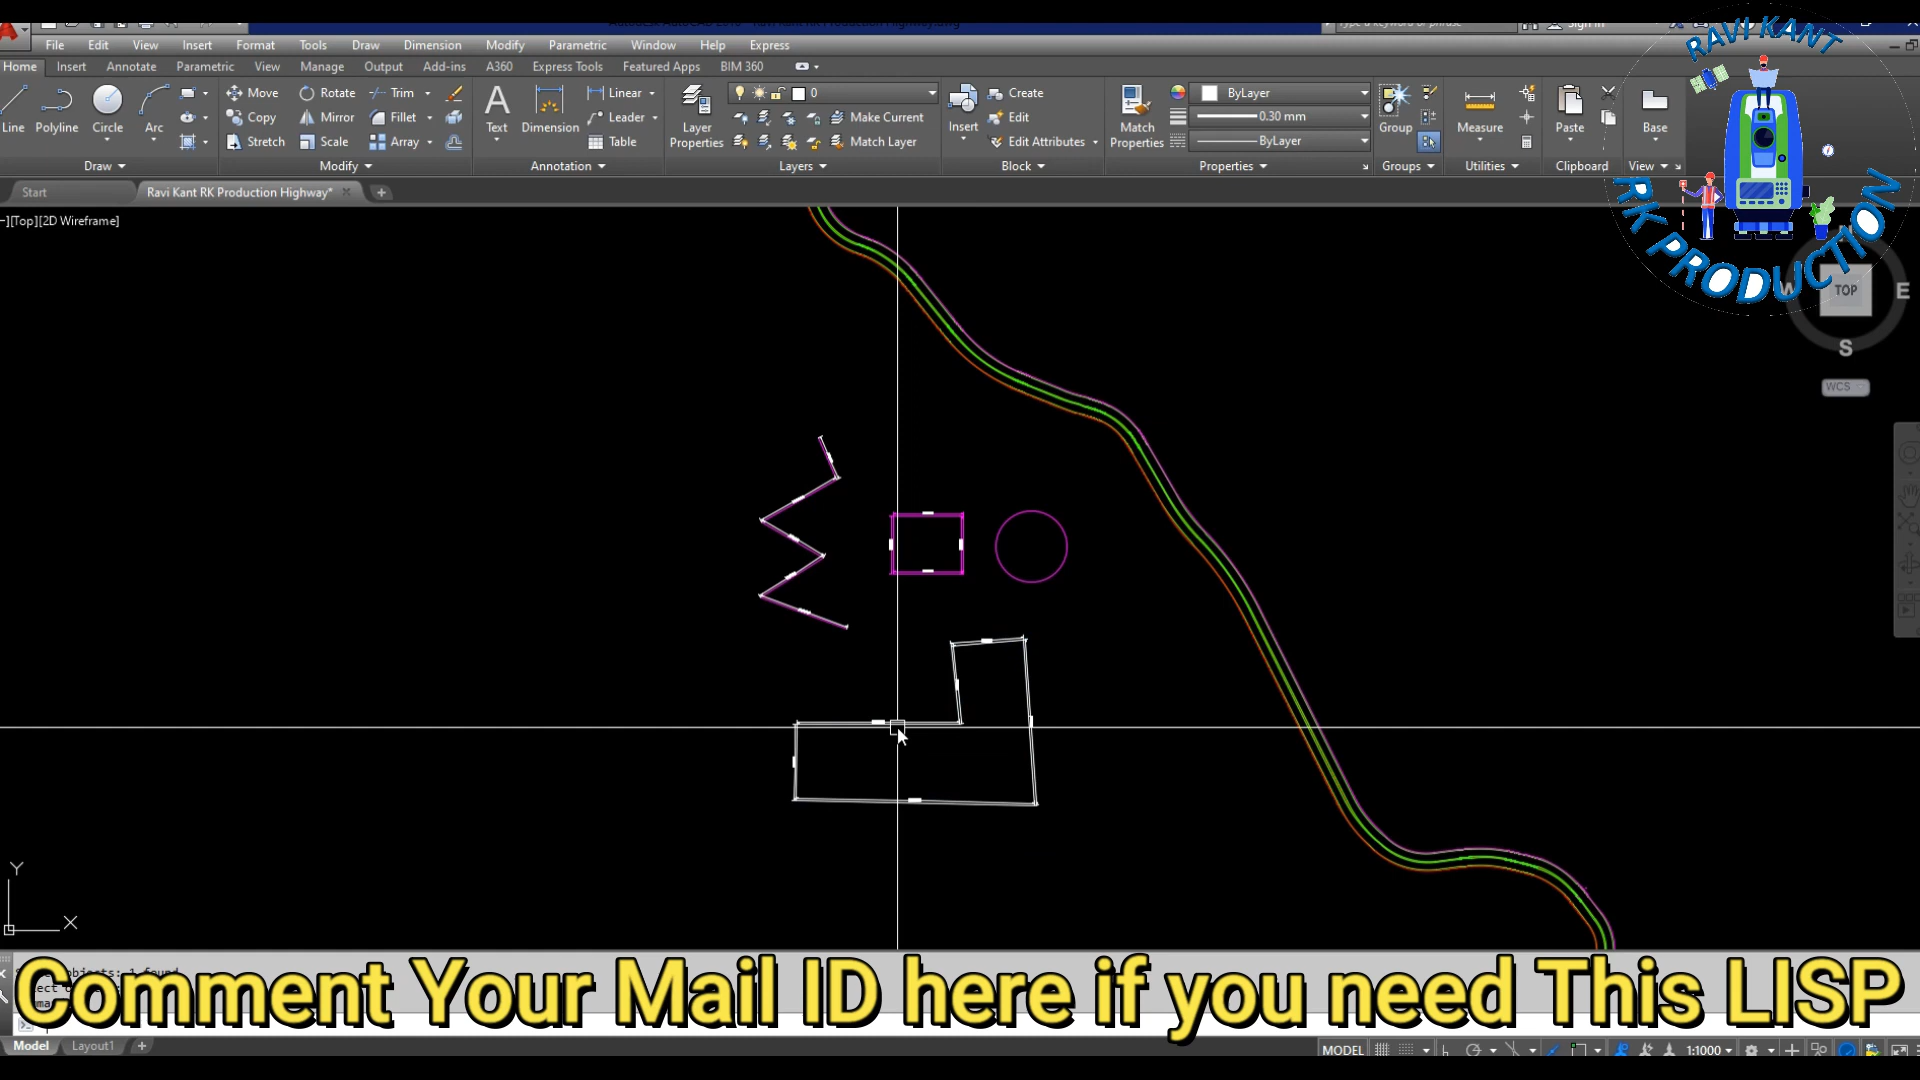 File Edit View Insert Format Tools Draw Dimension Modify Parametric Window Help Express
Home Insert Annotate Parametric View Manage Output Add-ins A360 Express Tools Featured Apps BIM 360
Line Polyline Circle Arc
Move Rotate Trim
Copy Mirror Fillet
Stretch Scale Array
Text Dimension
Linear
Leader
Table
Layer Properties
0
Make Current
Match Layer
Insert
Create
Edit
Edit Attributes
Match Properties
ByLayer
0.30 mm
ByLayer
Group
Measure
Paste
Base
Draw Modify Annotation Layers Block Properties Groups Utilities Clipboard View
Start Ravi Kant RK Production Highway*
[Top][2D Wireframe]
RAVI KANT
RK PRODUCTION
TOP
W
E
S
WCS
Y
X
Comment Your Mail ID here if you need This LISP
Model Layout1
MODEL 1:1000